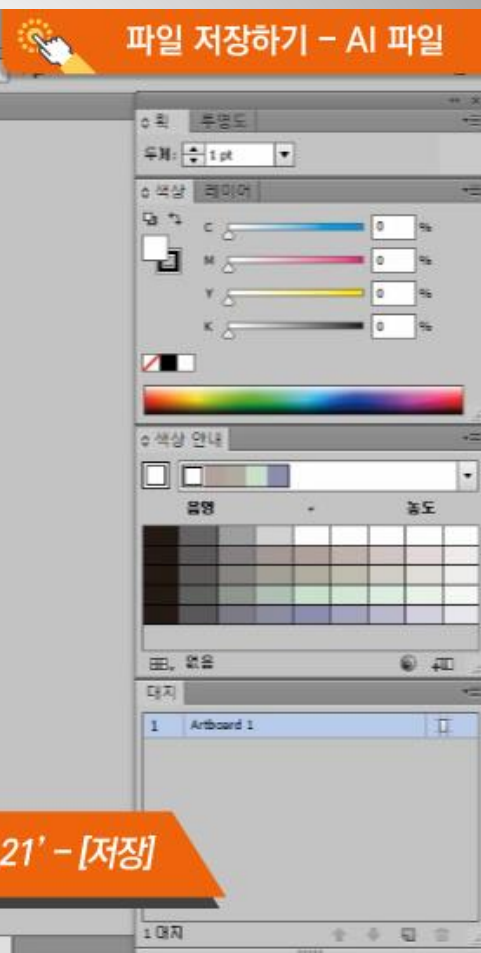 파일 저장하기 - AI 파일
획 투명도
두께: 1 pt
색상 레이어
C 0 %
M 0 %
Y 0 %
K 0 %
색상 안내
음영 농도
없음
대지
1 Artboard 1
21' - [저장]
1 대지